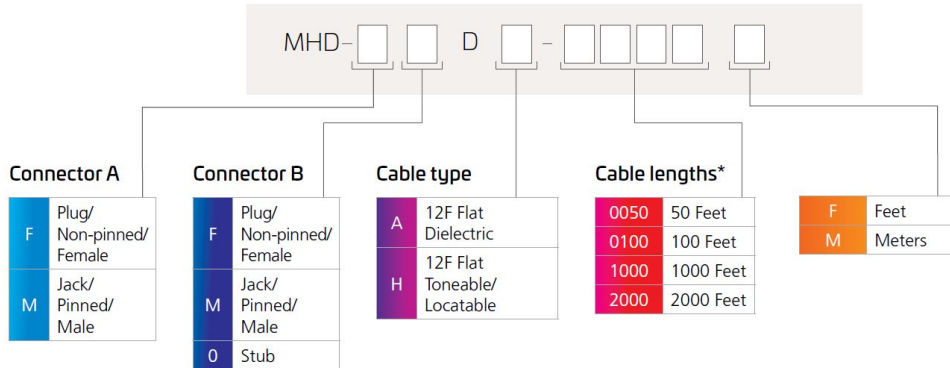 MHD- D -
Connector A
F Plug/
Non-pinned/
Female
M Jack/
Pinned/
Male
Connector B
F Plug/
Non-pinned/
Female
M Jack/
Pinned/
Male
0 Stub
Cable type
A 12F Flat
Dielectric
H 12F Flat
Toneable/
Locatable
Cable lengths*
0050 50 Feet
0100 100 Feet
1000 1000 Feet
2000 2000 Feet
F Feet
M Meters